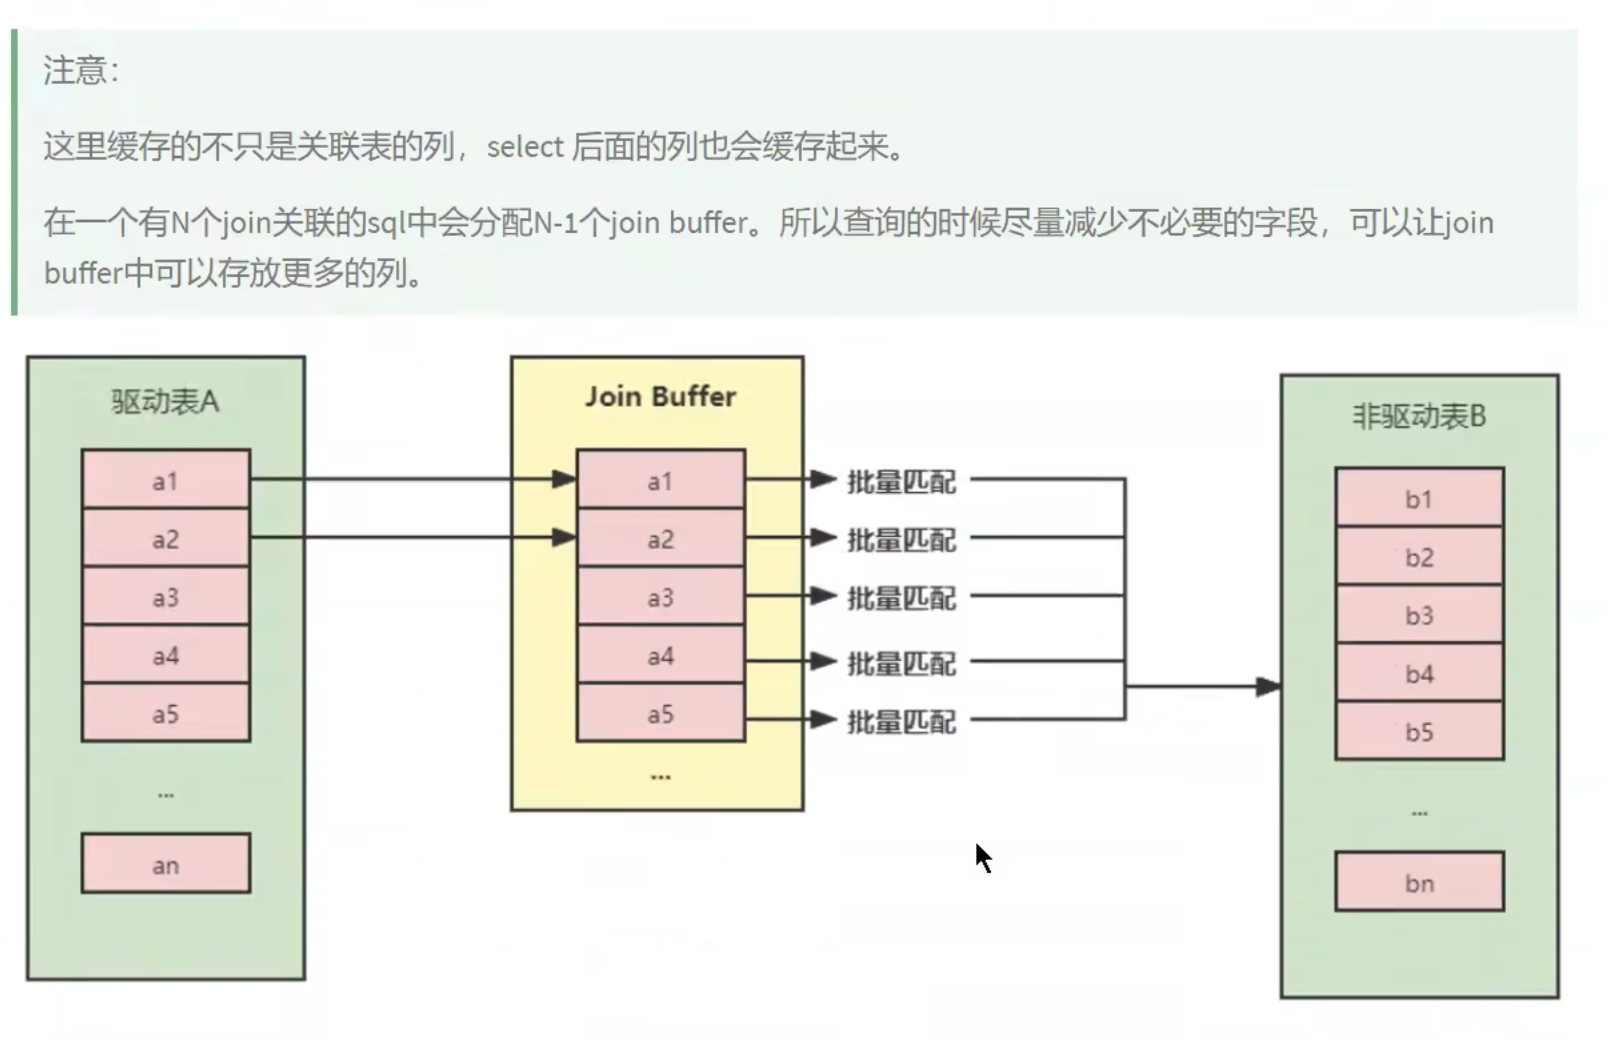 注意：
这里缓存的不只是关联表的列，select 后面的列也会缓存起来。
在一个有N个join关联的sql中会分配N-1个join buffer。所以查询的时候尽量减少不必要的字段，可以让join
buffer中可以存放更多的列。
驱动表A
Join Buffer
非驱动表B
a1
a1
批量匹配
b1
a2
a2
批量匹配
b2
a3
a3
批量匹配
b3
a4
a4
批量匹配
b4
a5
a5
批量匹配
b5
...
...
...
an
bn